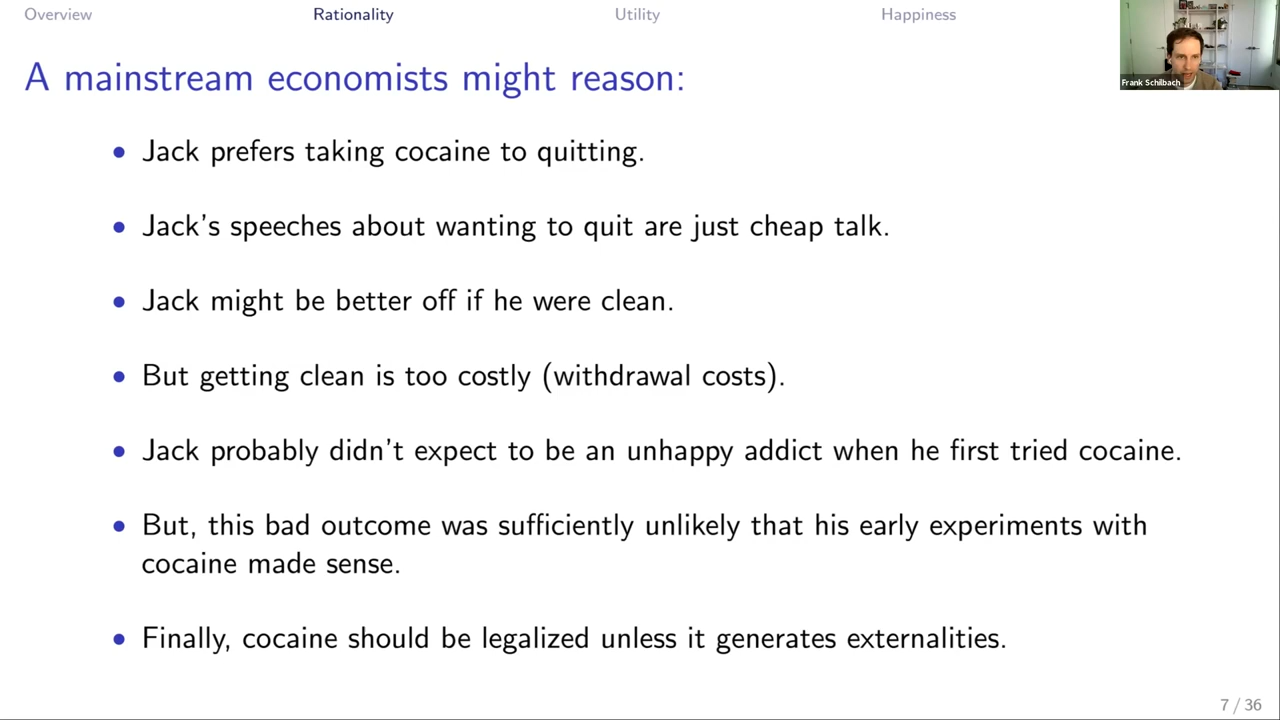 Overview Rationality Utility Happiness
A mainstream economists might reason:
Frank Schilbach
• Jack prefers taking cocaine to quitting.
• Jack's speeches about wanting to quit are just cheap talk.
• Jack might be better off if he were clean.
• But getting clean is too costly (withdrawal costs).
• Jack probably didn't expect to be an unhappy addict when he first tried cocaine.
• But, this bad outcome was sufficiently unlikely that his early experiments with
cocaine made sense.
• Finally, cocaine should be legalized unless it generates externalities.
7 / 36